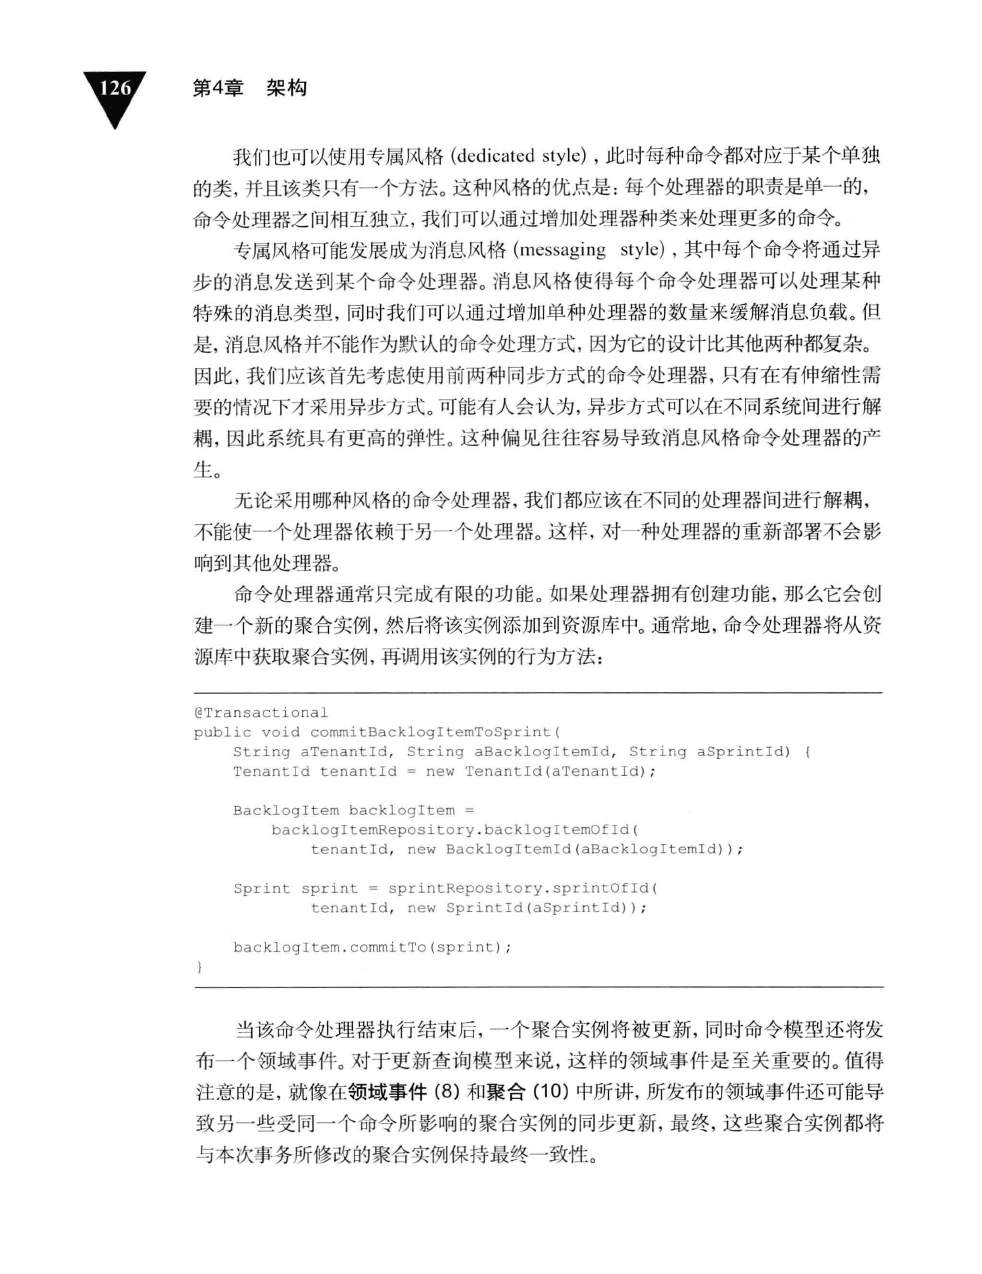 126
第4章 架构
我们也可以使用专属风格 (dedicated style) , 此时每种命令都对应于某个单独
的类, 并且该类只有一个方法。这种风格的优点是: 每个处理器的职责是单一的,
命令处理器之间相互独立, 我们可以通过增加处理器种类来处理更多的命令。
专属风格可能发展成为消息风格 (messaging style) , 其中每个命令将通过异
步的消息发送到某个命令处理器。消息风格使得每个命令处理器可以处理某种
特殊的消息类型, 同时我们可以通过增加单种处理器的数量来缓解消息负载。但
是, 消息风格并不能作为默认的命令处理方式, 因为它的设计比其他两种都复杂。
因此, 我们应该首先考虑使用前两种同步方式的命令处理器, 只有在有伸缩性需
要的情况下才采用异步方式。可能有人会认为, 异步方式可以在不同系统间进行解
耦, 因此系统具有更高的弹性。这种偏见往往容易导致消息风格命令处理器的产
生。
无论采用哪种风格的命令处理器, 我们都应该在不同的处理器间进行解耦,
不能使一个处理器依赖于另一个处理器。这样, 对一种处理器的重新部署不会影
响到其他处理器。
命令处理器通常只完成有限的功能。如果处理器拥有创建功能, 那么它会创
建一个新的聚合实例, 然后将该实例添加到资源库中。通常地, 命令处理器将从资
源库中获取聚合实例, 再调用该实例的行为方法:
@Transactional
public void commitBacklogItemToSprint(
    String aTenantId, String aBacklogItemId, String aSprintId) {
    TenantId tenantId = new TenantId(aTenantId);
    BacklogItem backlogItem =
        backlogItemRepository.backlogItemOfId(
            tenantId, new BacklogItemId(aBacklogItemId));
    Sprint sprint = sprintRepository.sprintOfId(
            tenantId, new SprintId(aSprintId));
    backlogItem.commitTo(sprint);
}
当该命令处理器执行结束后, 一个聚合实例将被更新, 同时命令模型还将发
布一个领域事件。对于更新查询模型来说, 这样的领域事件是至关重要的。值得
注意的是, 就像在领域事件 (8) 和聚合 (10) 中所讲, 所发布的领域事件还可能导
致另一些受同一个命令所影响的聚合实例的同步更新, 最终, 这些聚合实例都将
与本次事务所修改的聚合实例保持最终一致性。